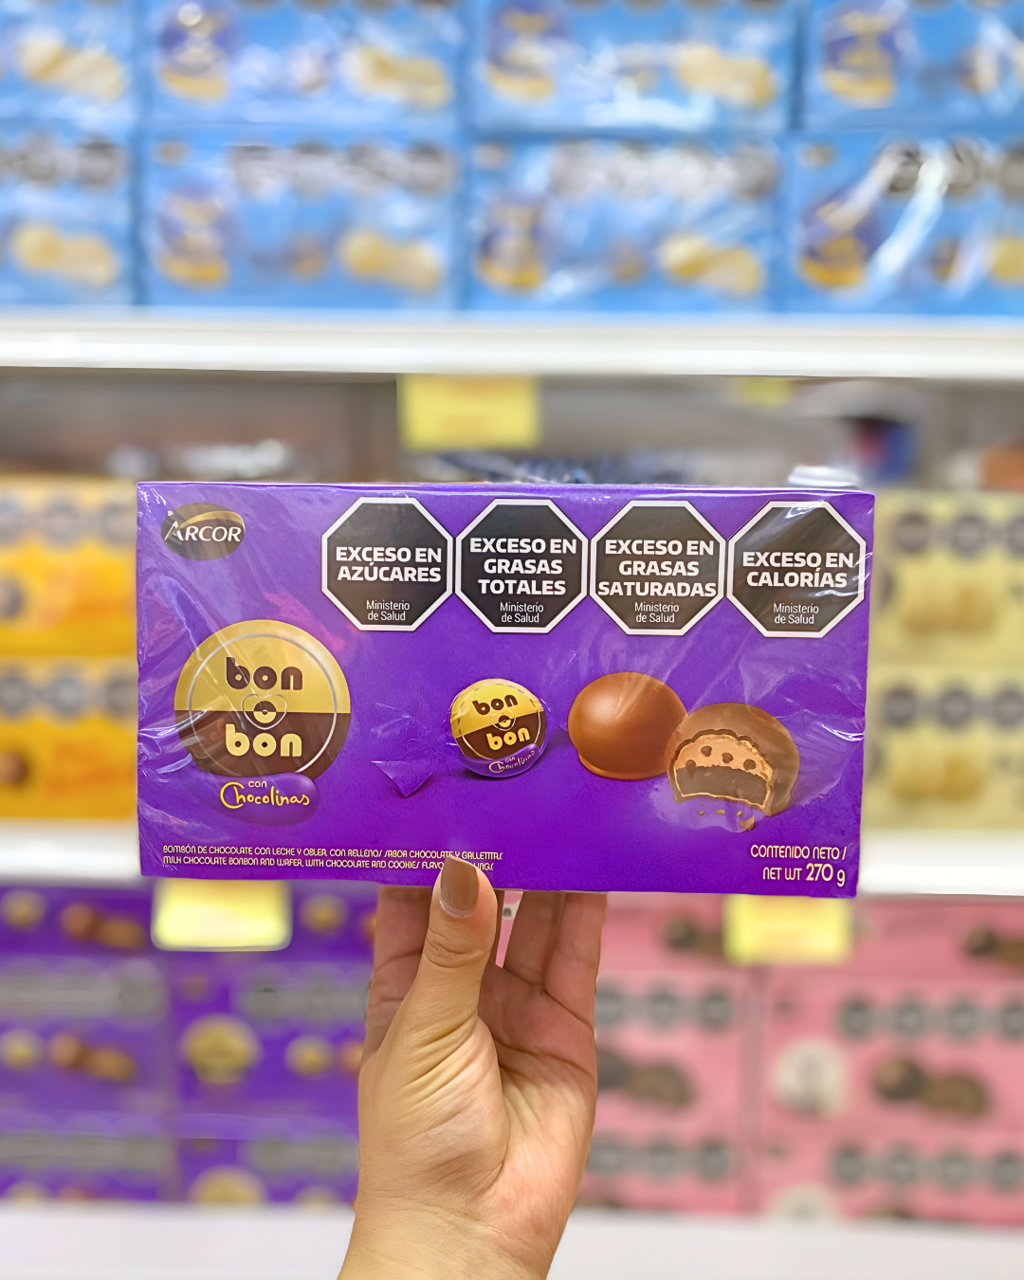 ARCOR
EXCESO EN
AZÚCARES
Ministerio
de Salud
EXCESO EN
GRASAS
TOTALES
Ministerio
de Salud
EXCESO EN
GRASAS
SATURADAS
Ministerio
de Salud
EXCESO EN
CALORÍAS
Ministerio
de Salud
bon
o
bon
CON
Chocolinas
bon
o
bon
con
Chocolinas
BOMBÓN DE CHOCOLATE CON LECHE Y OBLEA, CON RELLENOS SABOR CHOCOLATE Y GALLETITAS
MILK CHOCOLATE BONBON AND WAFER, WITH CHOCOLATE AND COOKIES
CONTENIDO NETO /
NET WT 270 g